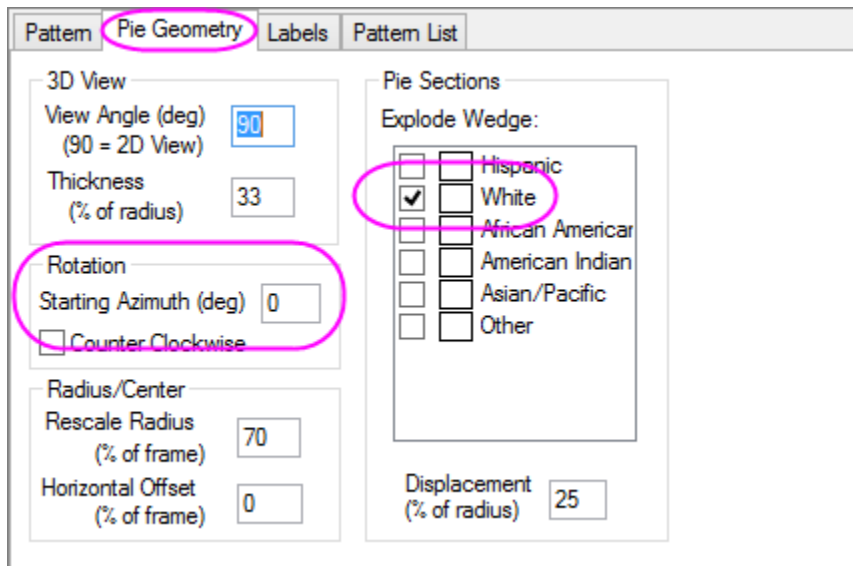 Pattern Pie Geometry Labels Pattern List
3D View
View Angle (deg) 90
(90 = 2D View)
Thickness
(% of radius) 33
Rotation
Starting Azimuth (deg) 0
Counter Clockwise
Radius/Center
Rescale Radius
(% of frame) 70
Horizontal Offset
(% of frame) 0
Pie Sections
Explode Wedge:
Hispanic
White
African American
American Indian
Asian/Pacific
Other
Displacement
(% of radius) 25